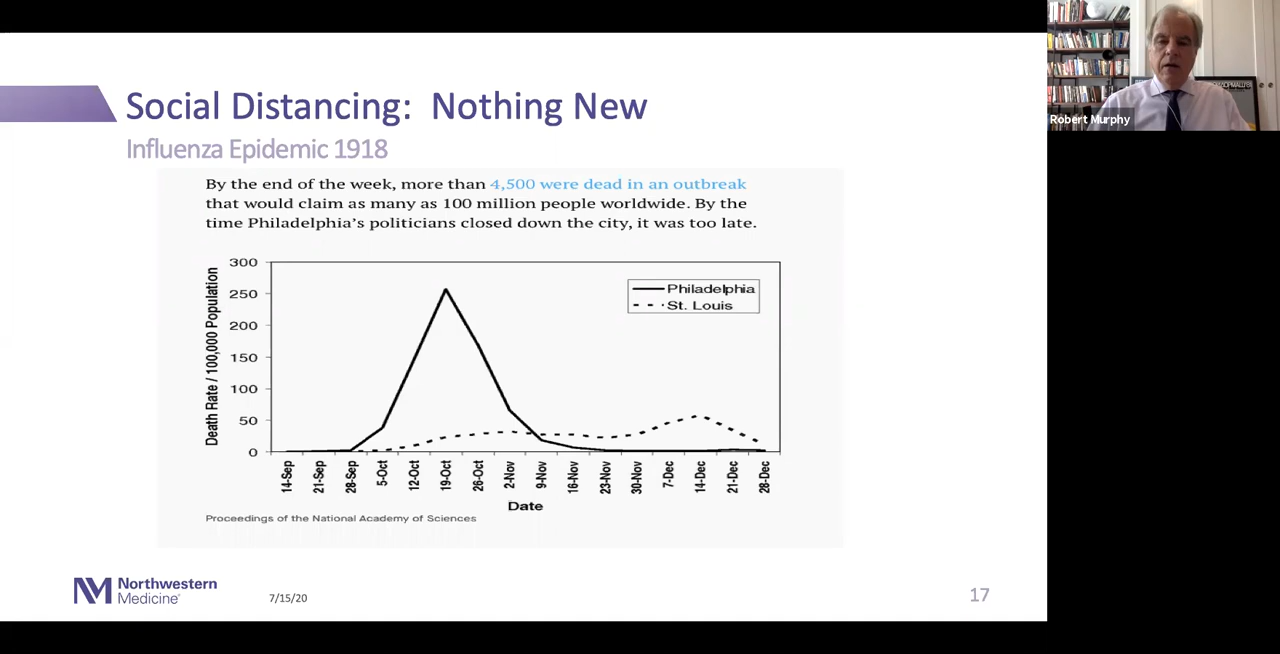 Social Distancing: Nothing New
Influenza Epidemic 1918
By the end of the week, more than 4,500 were dead in an outbreak
that would claim as many as 100 million people worldwide. By the
time Philadelphia's politicians closed down the city, it was too late.
Death Rate / 100,000 Population
300
250
200
150
100
50
0
Philadelphia
St. Louis
14-Sep
21-Sep
28-Sep
5-Oct
12-Oct
19-Oct
26-Oct
2-Nov
9-Nov
16-Nov
23-Nov
30-Nov
7-Dec
14-Dec
21-Dec
28-Dec
Date
Proceedings of the National Academy of Sciences
NM Northwestern
Medicine®
7/15/20
17
Robert Murphy